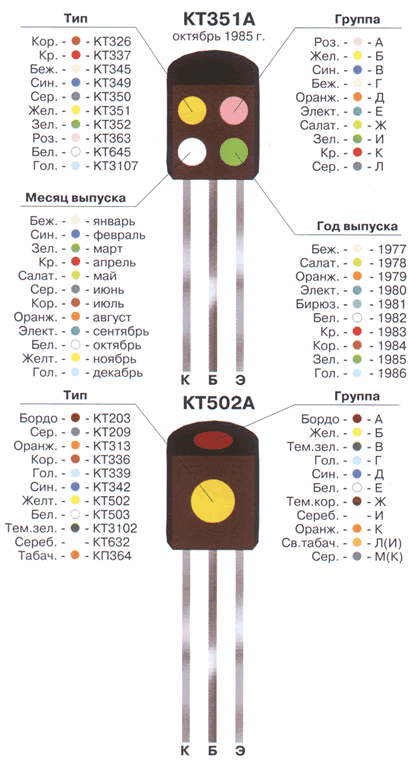 Тип
Кор. - КТ326
Кр. - КТ337
Беж. - КТ345
Син. - КТ349
Сер. - КТ350
Жел. - КТ351
Зел. - КТ352
Роз. - КТ363
Бел. - КТ645
Гол. - КТ3107
КТ351А
октябрь 1985 г.
Группа
Роз. - А
Жел. - Б
Син. - В
Беж. - Г
Оранж. - Д
Элект. - Е
Салат. - Ж
Зел. - И
Кр. - К
Сер. - Л
Месяц выпуска
Беж. - январь
Син. - февраль
Зел. - март
Кр. - апрель
Салат. - май
Сер. - июнь
Кор. - июль
Оранж. - август
Элект. - сентябрь
Бел. - октябрь
Желт. - ноябрь
Гол. - декабрь
Год выпуска
Беж. - 1977
Салат. - 1978
Оранж. - 1979
Элект. - 1980
Бирюз. - 1981
Бел. - 1982
Кр. - 1983
Кор. - 1984
Зел. - 1985
Гол. - 1986
К Б Э
Тип
Бордо - КТ203
Сер. - КТ209
Оранж. - КТ313
Кор. - КТ336
Гол. - КТ339
Син. - КТ342
Желт. - КТ502
Бел. - КТ503
Тем.зел. - КТ3102
Сереб. - КТ632
Табач. - КП364
КТ502А
Группа
Бордо - А
Жел. - Б
Тем.зел. - В
Гол. - Г
Син. - Д
Бел. - Е
Тем.кор. - Ж
Сереб. - И
Оранж. - К
Св.табач. - Л(И)
Сер. - М(К)
К Б Э